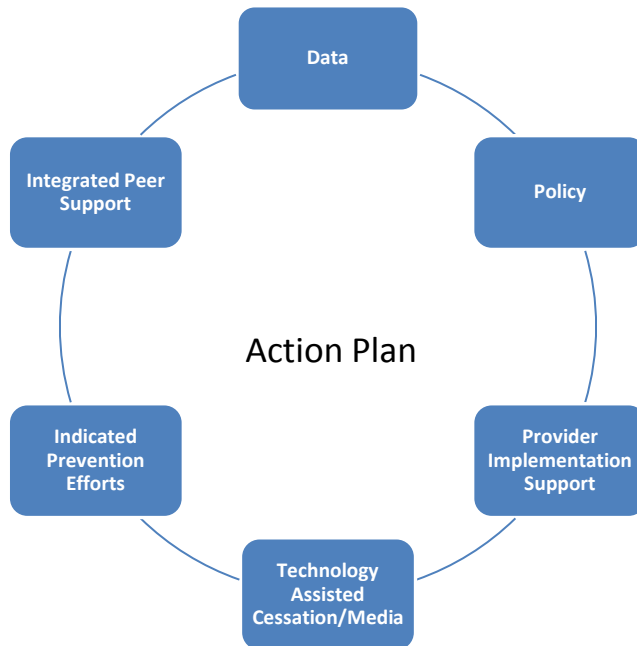 Data
Integrated Peer
Support
Policy
Action Plan
Indicated
Prevention
Efforts
Provider
Implementation
Support
Technology
Assisted
Cessation/Media